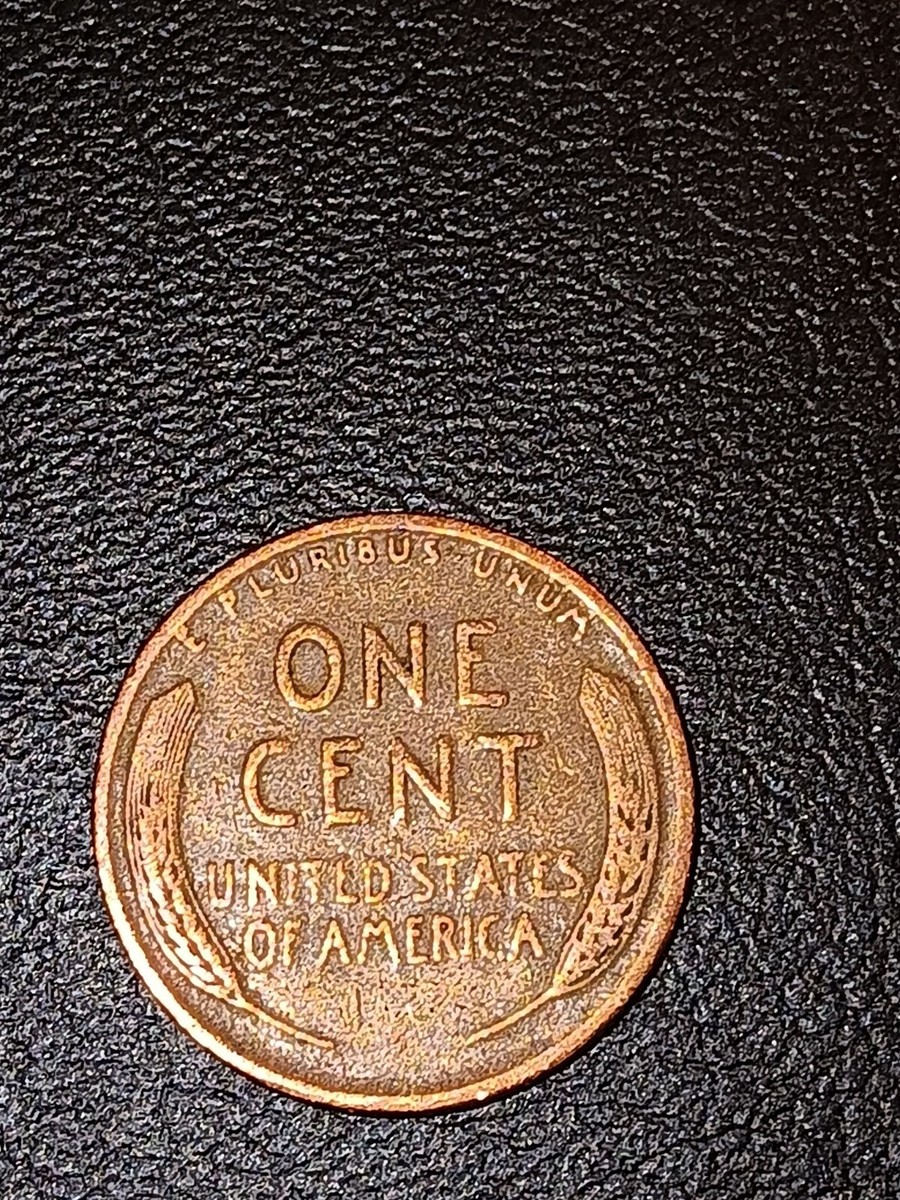 E PLURIBUS UNUM
ONE
CENT
UNITED STATES
OF AMERICA